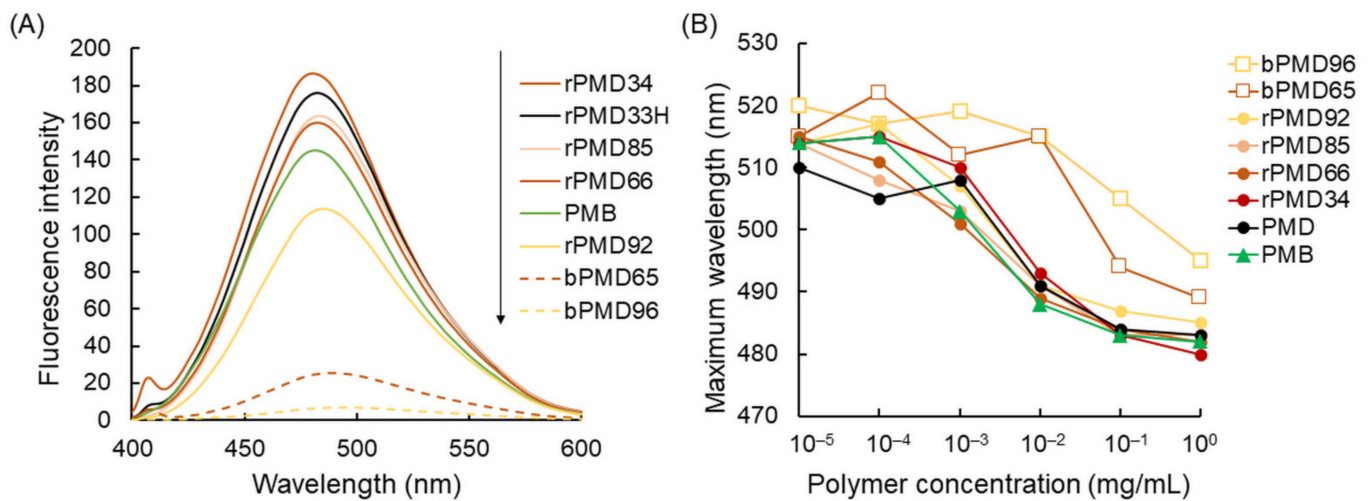 (A)
Fluorescence intensity
200
180
160
140
120
100
80
60
40
20
0
400
450
500
550
600
Wavelength (nm)
rPMD34
rPMD33H
rPMD85
rPMD66
PMB
rPMD92
bPMD65
bPMD96
(B)
Maximum wavelength (nm)
530
520
510
500
490
480
470
10⁻⁵
10⁻⁴
10⁻³
10⁻²
10⁻¹
10⁰
Polymer concentration (mg/mL)
bPMD96
bPMD65
rPMD92
rPMD85
rPMD66
rPMD34
PMD
PMB